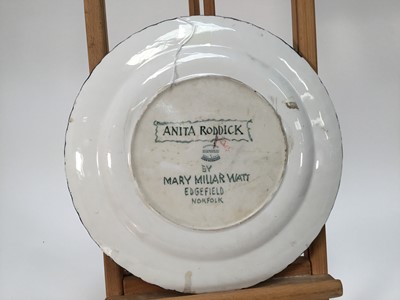 ANITA RODDICK
BY
MARY MILLAR WATT
EDGEFIELD
NORFOLK